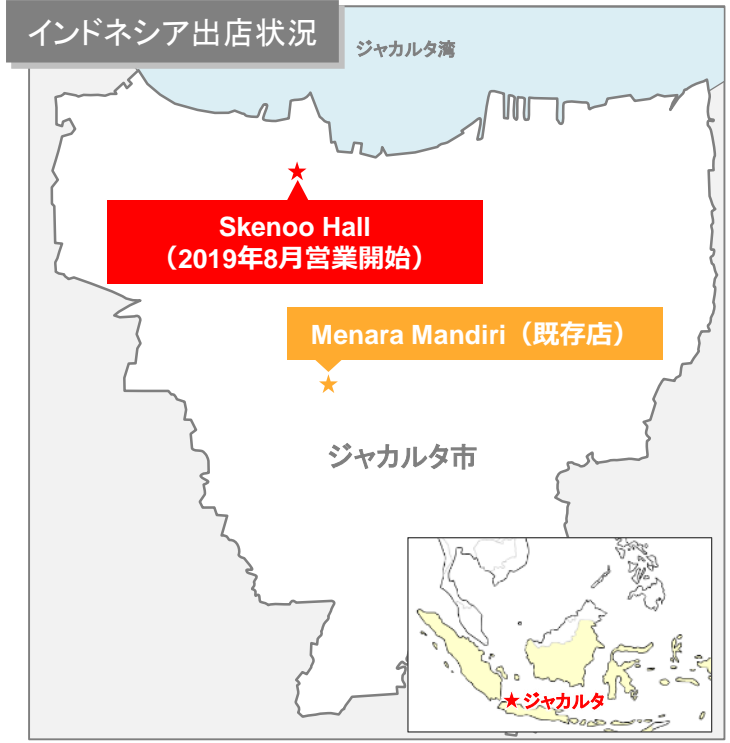 インドネシア出店状況
ジャカルタ湾
Skenoo Hall
（2019年8月営業開始）
Menara Mandiri（既存店）
ジャカルタ市
★ジャカルタ